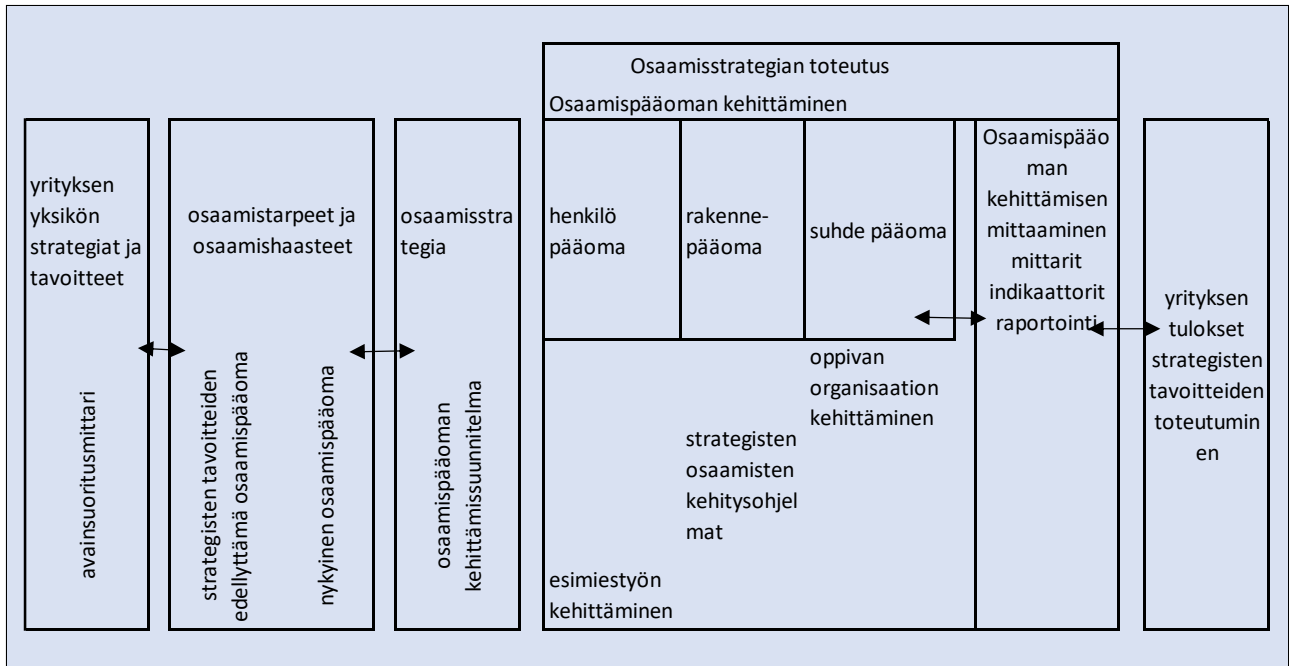 Osaamisstrategian toteutus
Osaamispääoman kehittäminen
yrityksen
yksikön
strategiat ja
tavoitteet
avainsuoritusmittari
osaamistarpeet ja
osaamishaasteet
strategisten tavoitteiden
edellyttämä osaamispääoma
nykyinen osaamispääoma
osaamisstra
tegia
osaamispääoman
kehittämissuunnitelma
henkilö
pääoma
rakenne-
pääoma
suhde pääoma
oppivan
organisaation
kehittäminen
strategisten
osaamisten
kehitysohjel
mat
esimiestyön
kehittäminen
Osaamispääo
man
kehittämisen
mittaaminen
mittarit
indikaattorit
raportointi
yrityksen
tulokset
strategisten
tavoitteiden
toteutumin
en